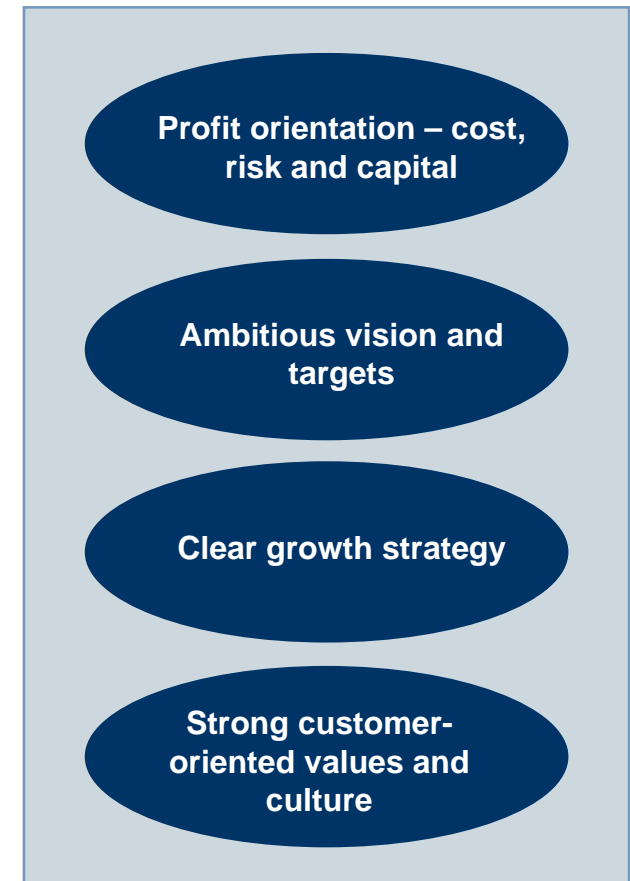 Profit orientation – cost,
risk and capital
Ambitious vision and
targets
Clear growth strategy
Strong customer-
oriented values and
culture